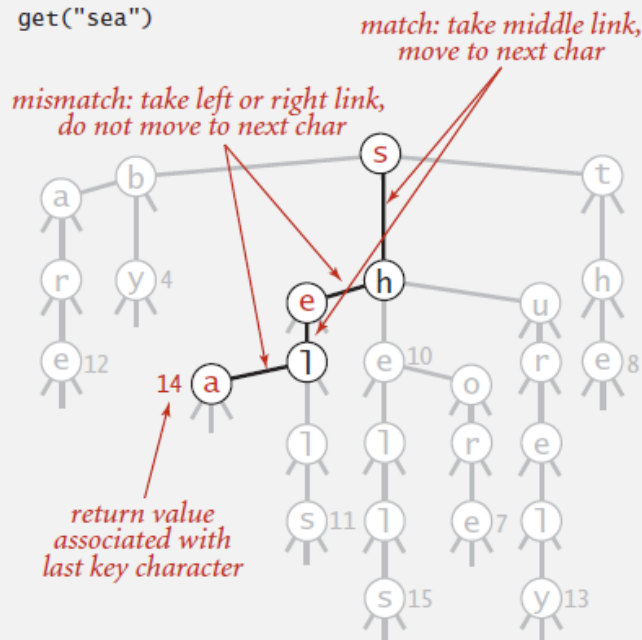 get("sea")
match: take middle link,
move to next char
mismatch: take left or right link,
do not move to next char
s
b
t
a
r
y 4
h
h
e
u
e 12
14 a
l
e 10
o
r
e 8
l
l
r
e
s 11
l
e 7
l
s 15
y 13
return value
associated with
last key character